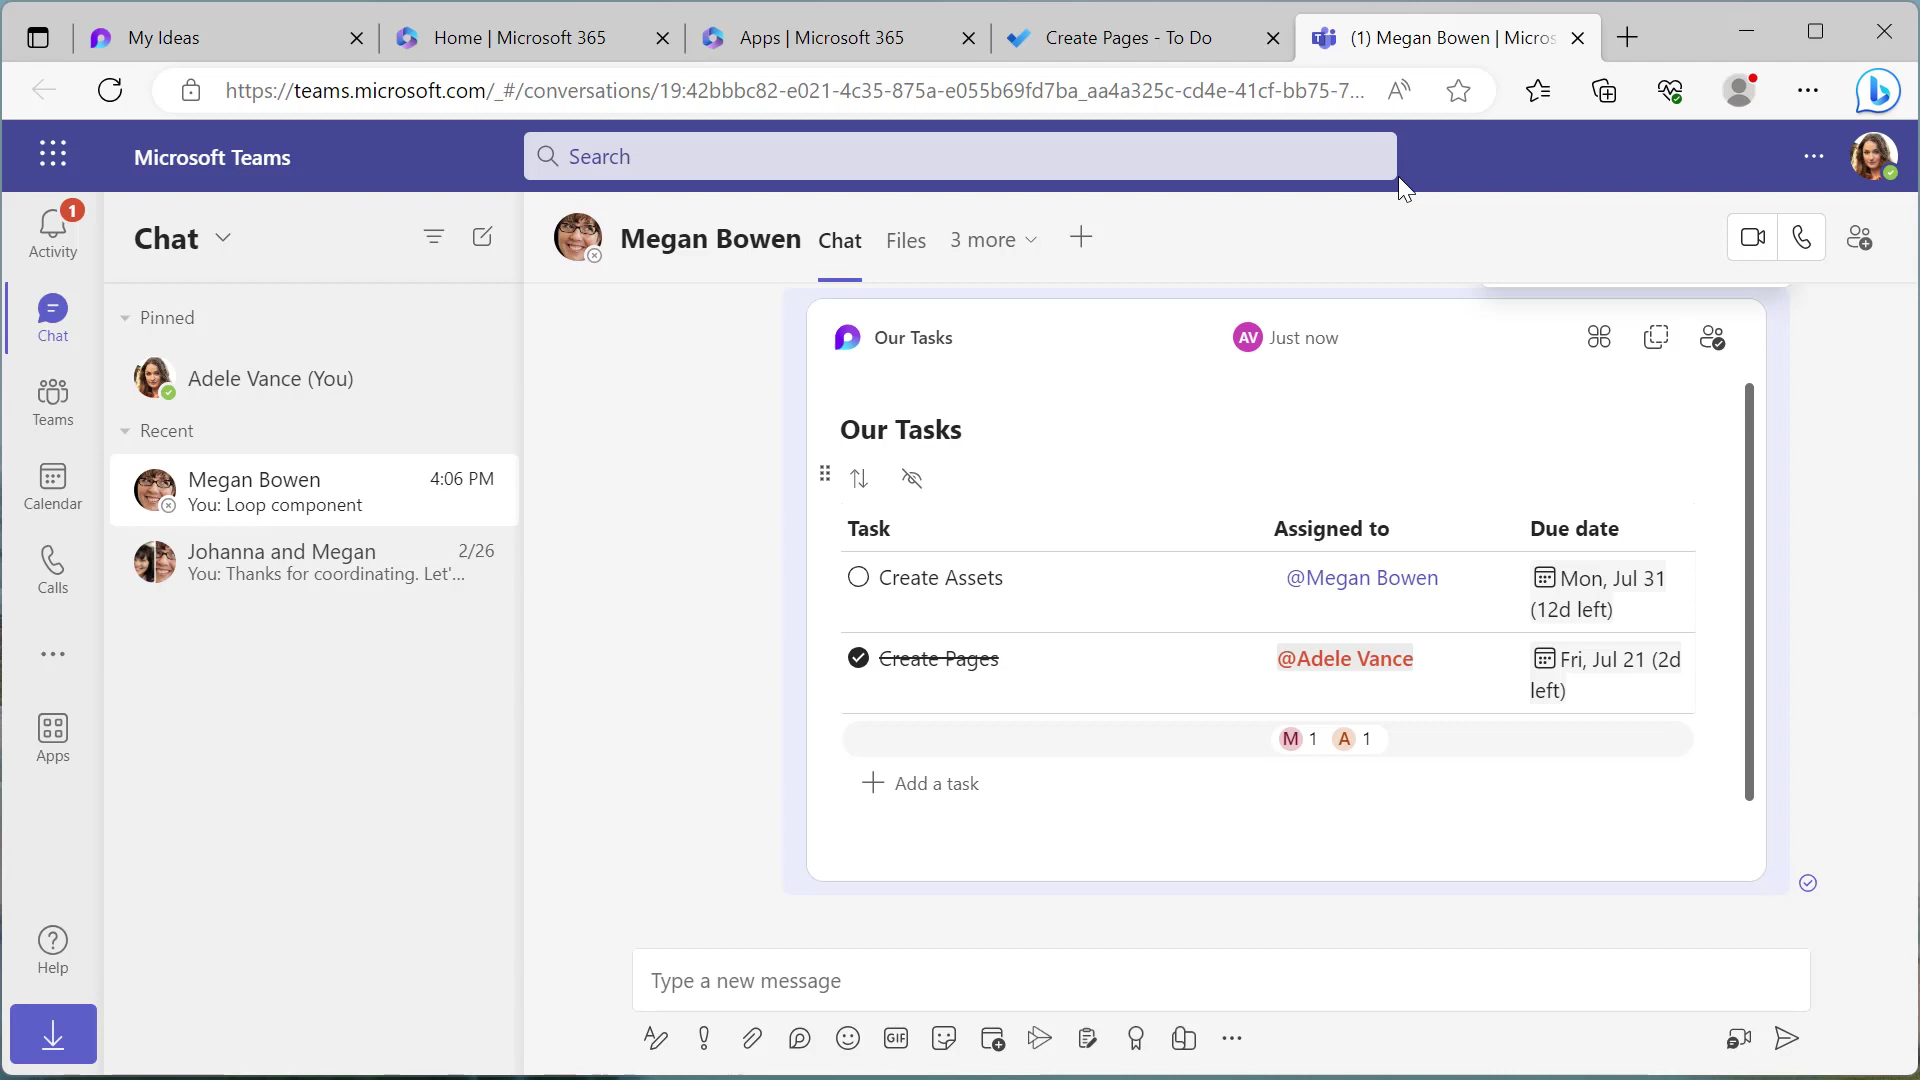 My Ideas
Home | Microsoft 365
Apps | Microsoft 365
Create Pages - To Do
(1) Megan Bowen | Micros
https://teams.microsoft.com/_#/conversations/19:42bbbc82-e021-4c35-875a-e055b69fd7ba_aa4a325c-cd4e-41cf-bb75-7...
Microsoft Teams
Search
1
Activity
Chat
Teams
Calendar
Calls
Apps
Help
Chat
Pinned
Adele Vance (You)
Recent
Megan Bowen 4:06 PM
You: Loop component
Johanna and Megan 2/26
You: Thanks for coordinating. Let'...
Megan Bowen Chat Files 3 more
Our Tasks AV Just now
Our Tasks
Task Assigned to Due date
Create Assets @Megan Bowen Mon, Jul 31
(12d left)
Create Pages @Adele Vance Fri, Jul 21 (2d
left)
M 1 A 1
Add a task
Type a new message
GIF